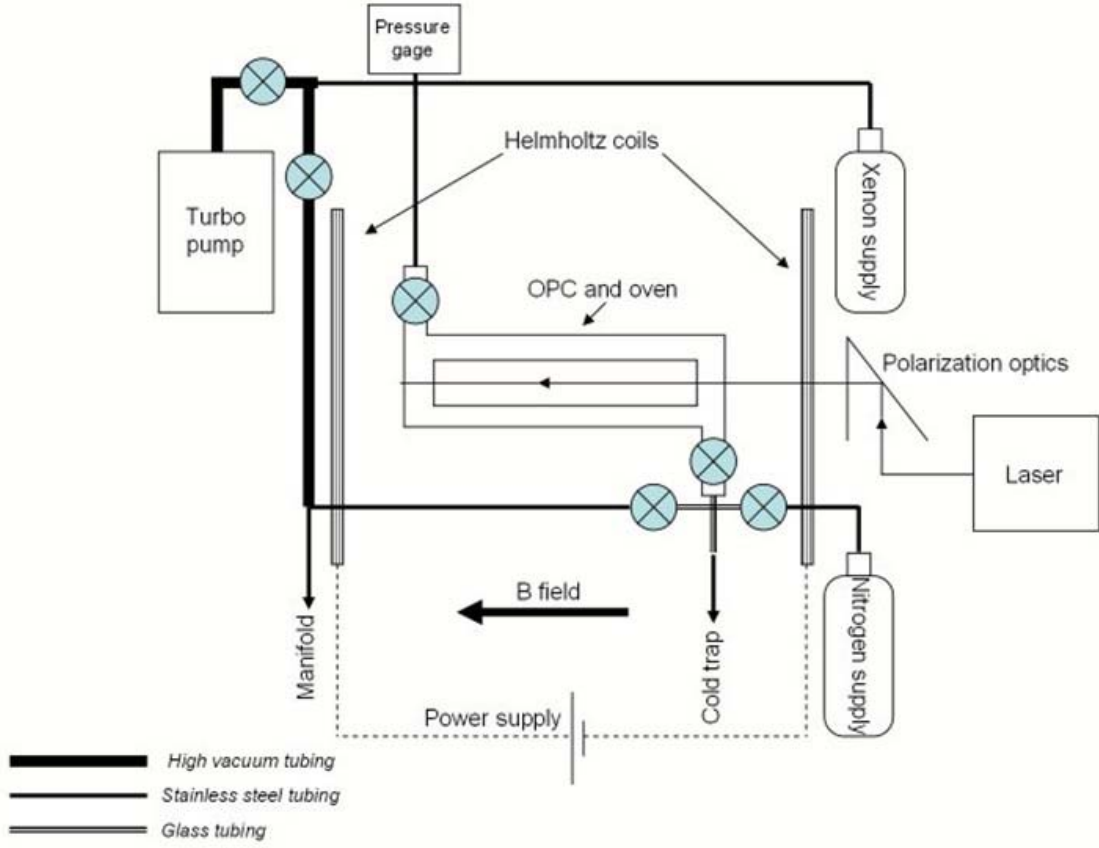 Pressure
gage
Helmholtz coils
Turbo
pump
Xenon supply
OPC and oven
Polarization optics
Laser
B field
Manifold
Cold trap
Nitrogen supply
Power supply
High vacuum tubing
Stainless steel tubing
Glass tubing